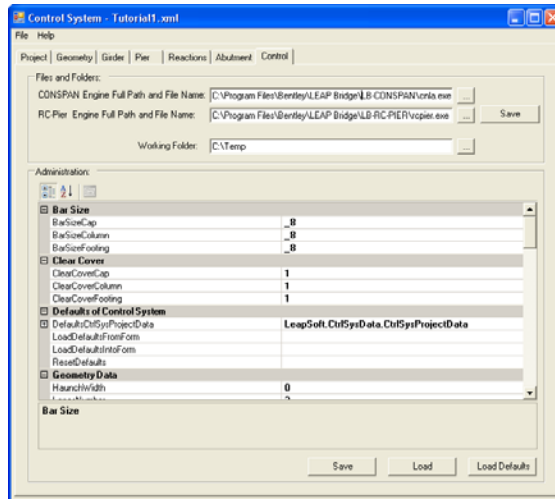 Control System - Tutorial1.xml
File Help
Project Geometry Girder Pier Reactions Abutment Control
Files and Folders:
CONSPAN Engine Full Path and File Name: C:\Program Files\Bentley\LEAP Bridge\LB-CONSPAN\cnla.exe ...
RC-Pier Engine Full Path and File Name: C:\Program Files\Bentley\LEAP Bridge\LB-RC-PIER\rcpier.exe ... Save
Working Folder: C:\Temp ...
Administration:
Bar Size
BarSizeCap _8
BarSizeColumn _8
BarSizeFooting _8
Clear Cover
ClearCoverCap 1
ClearCoverColumn 1
ClearCoverFooting 1
Defaults of Control System
DefaultsCtrlSysProjectData LeapSoft.CtrlSysData.CtrlSysProjectData
LoadDefaultsFromForm
LoadDefaultsIntoForm
ResetDefaults
Geometry Data
HaunchWidth 0
Bar Size
Save Load Load Defaults